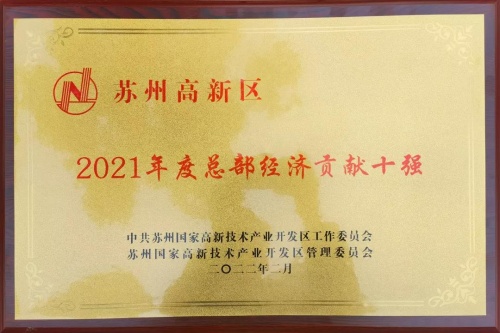 苏州高新区
2021年度总部经济贡献十强
中共苏州国家高新技术产业开发区工作委员会
苏州国家高新技术产业开发区管理委员会
二〇二二年二月